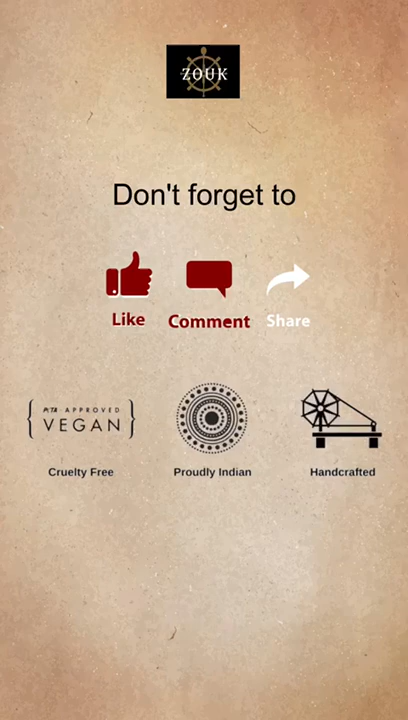 ZOUK
Don't forget to
Like Comment Share
PeTA - APPROVED
VEGAN
Cruelty Free Proudly Indian Handcrafted